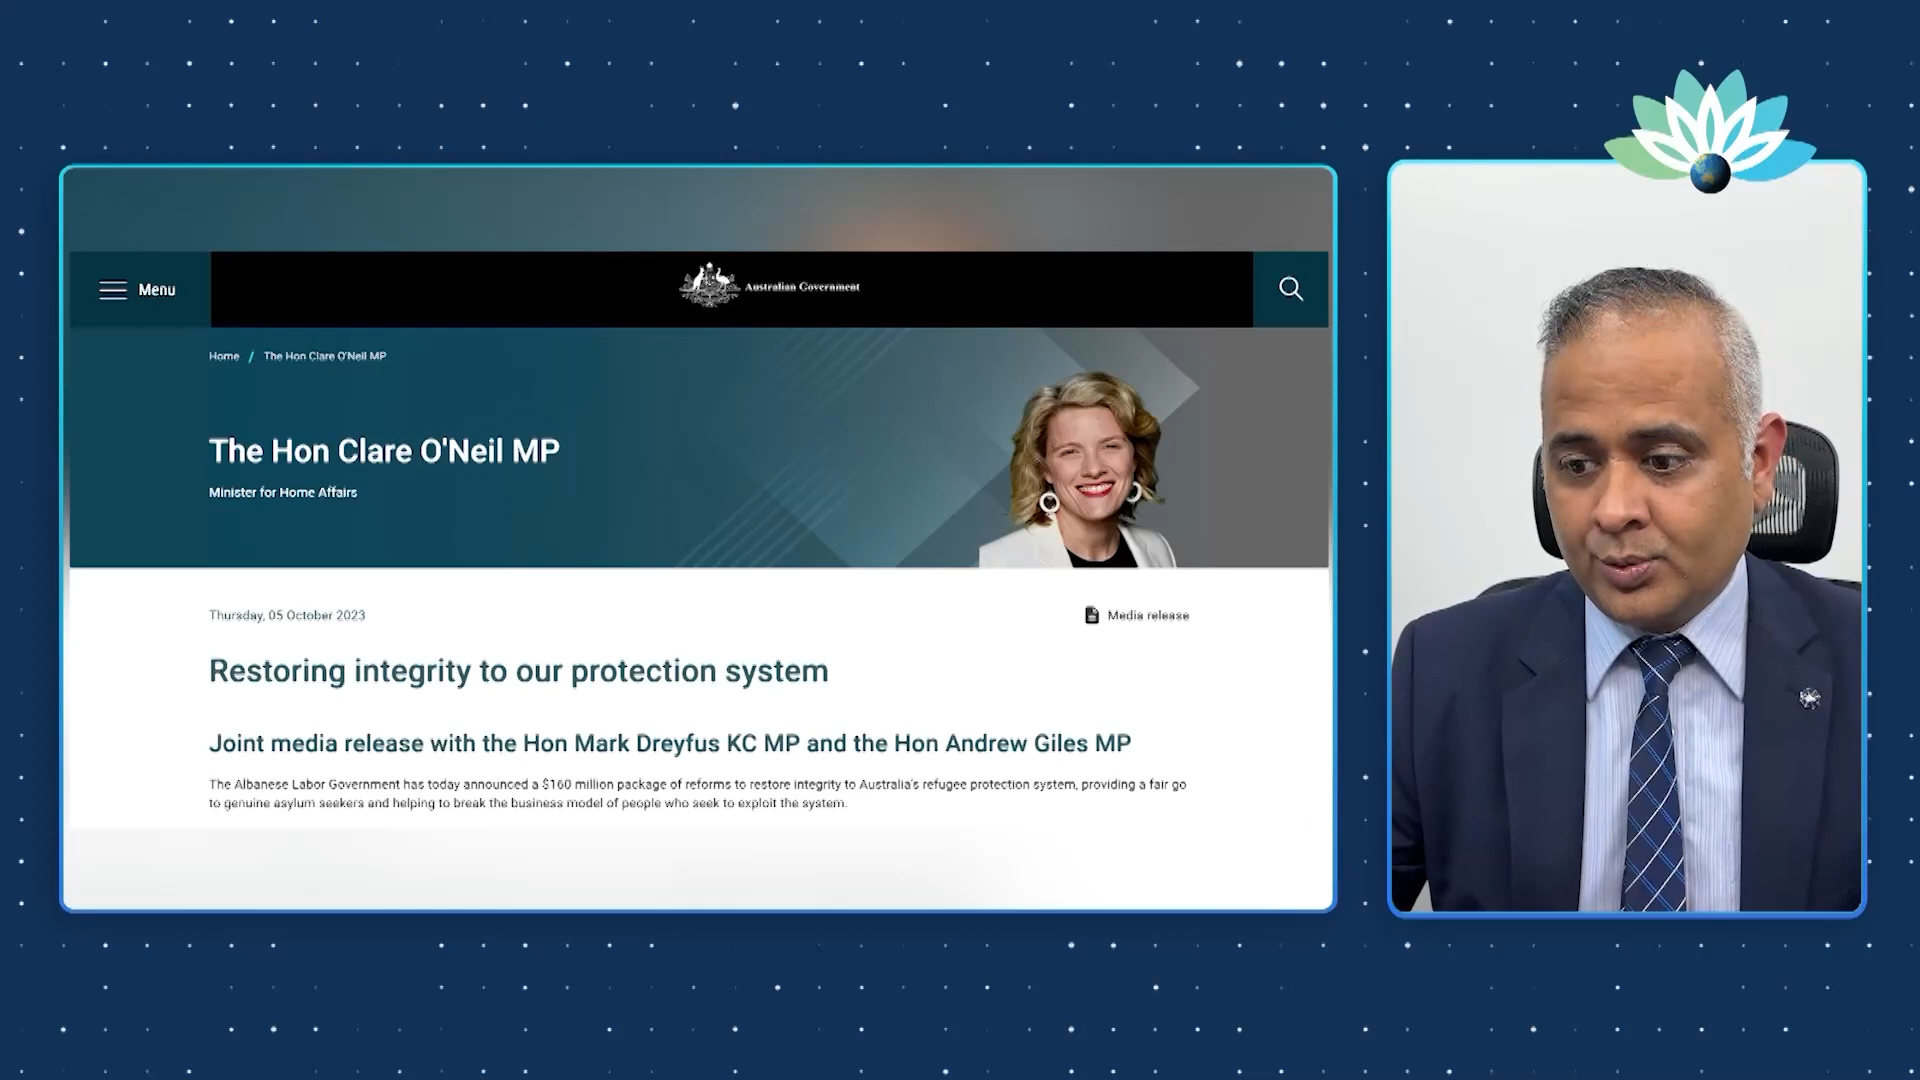 Menu
Australian Government
Home / The Hon Clare O'Neil MP
The Hon Clare O'Neil MP
Minister for Home Affairs
Thursday, 05 October 2023
Media release
Restoring integrity to our protection system
Joint media release with the Hon Mark Dreyfus KC MP and the Hon Andrew Giles MP
The Albanese Labor Government has today announced a $160 million package of reforms to restore integrity to Australia's refugee protection system, providing a fair go
to genuine asylum seekers and helping to break the business model of people who seek to exploit the system.